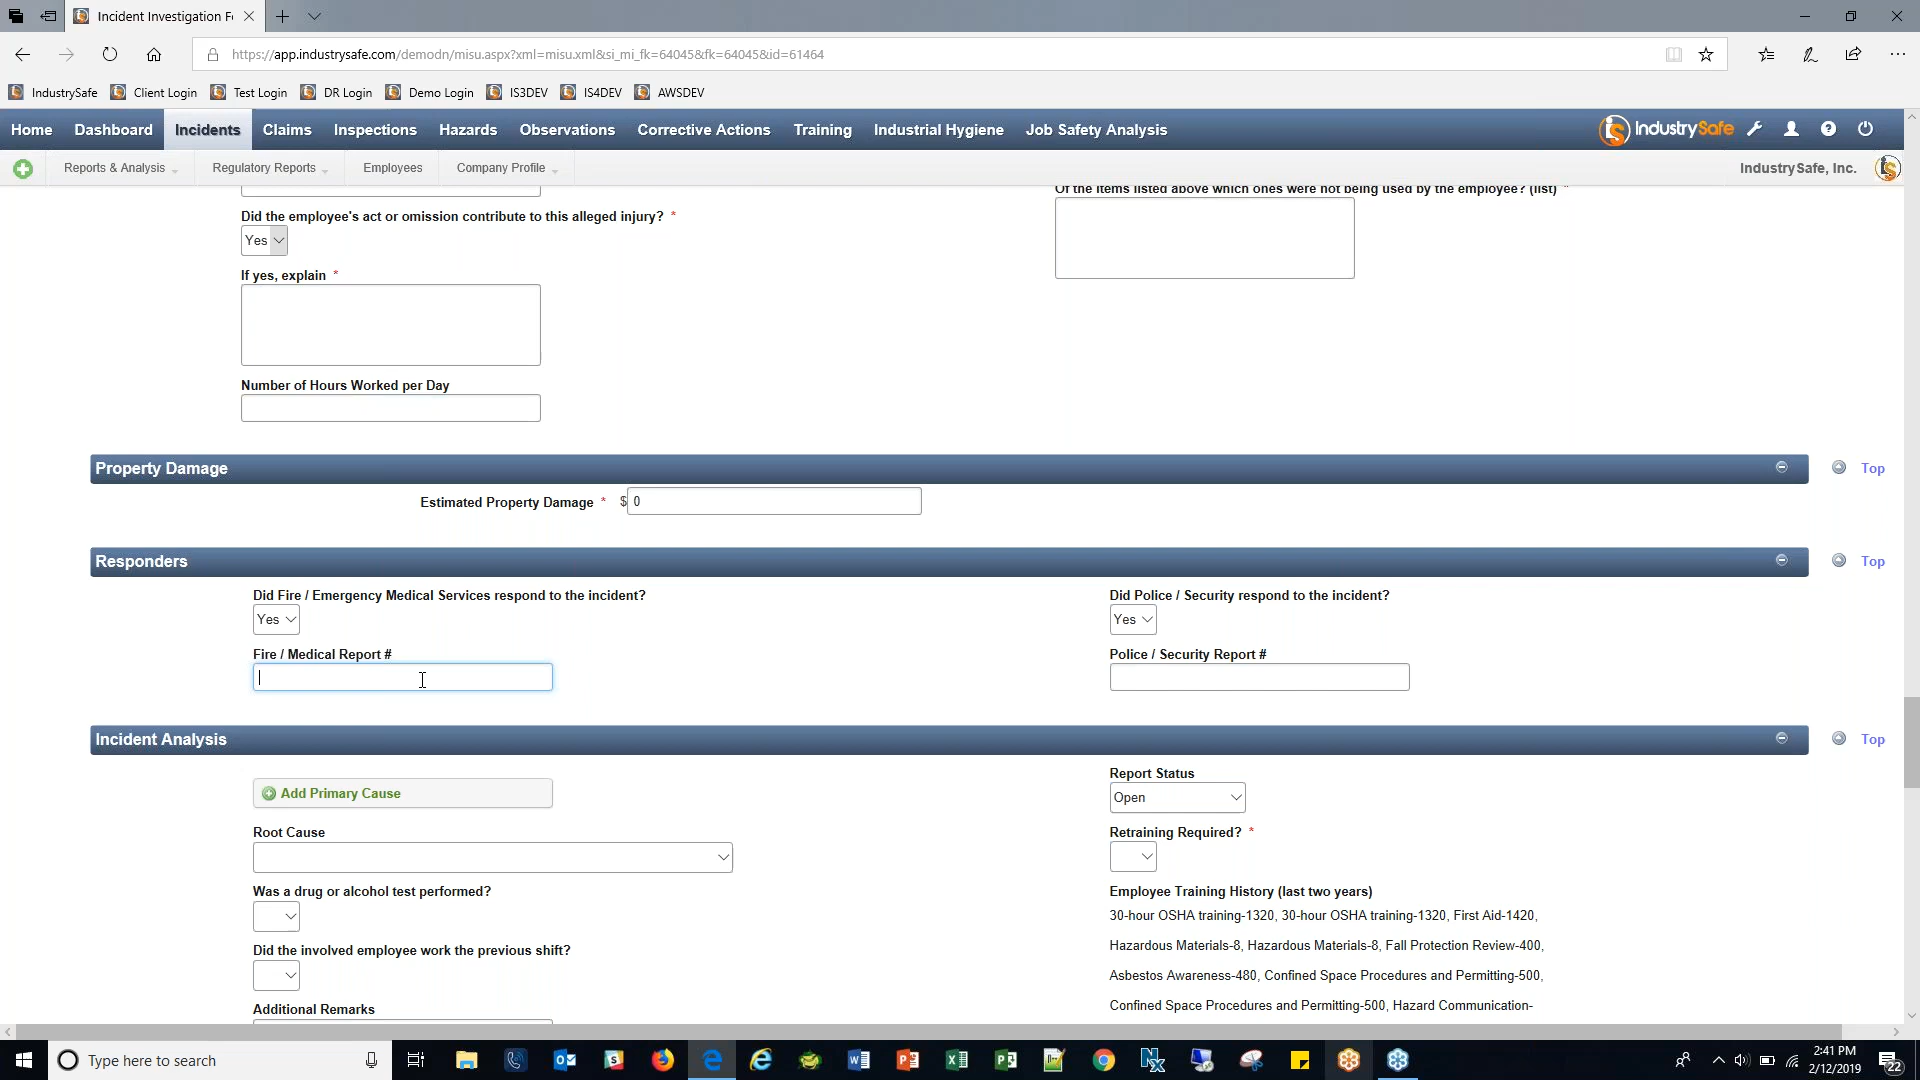 Incident Investigation Fo
https://app.industrysafe.com/demodn/misu.aspx?xml=misu.xml&si_mi_fk=64045&fk=64045&id=61464
IndustrySafe Client Login Test Login DR Login Demo Login IS3DEV IS4DEV AWSDEV
Home Dashboard Incidents Claims Inspections Hazards Observations Corrective Actions Training Industrial Hygiene Job Safety Analysis IndustrySafe
Reports & Analysis Regulatory Reports Employees Company Profile IndustrySafe, Inc.
Of the items listed above which ones were not being used by the employee? (list) *
Did the employee's act or omission contribute to this alleged injury? *
Yes
If yes, explain *
Number of Hours Worked per Day
Property Damage Top
Estimated Property Damage * $ 0
Responders Top
Did Fire / Emergency Medical Services respond to the incident? Did Police / Security respond to the incident?
Yes Yes
Fire / Medical Report # Police / Security Report #
Incident Analysis Top
Report Status
Add Primary Cause Open
Root Cause Retraining Required? *
Was a drug or alcohol test performed? Employee Training History (last two years)
30-hour OSHA training-1320, 30-hour OSHA training-1320, First Aid-1420,
Did the involved employee work the previous shift? Hazardous Materials-8, Hazardous Materials-8, Fall Protection Review-400,
Asbestos Awareness-480, Confined Space Procedures and Permitting-500,
Additional Remarks Confined Space Procedures and Permitting-500, Hazard Communication-
Type here to search
2:41 PM
2/12/2019
22